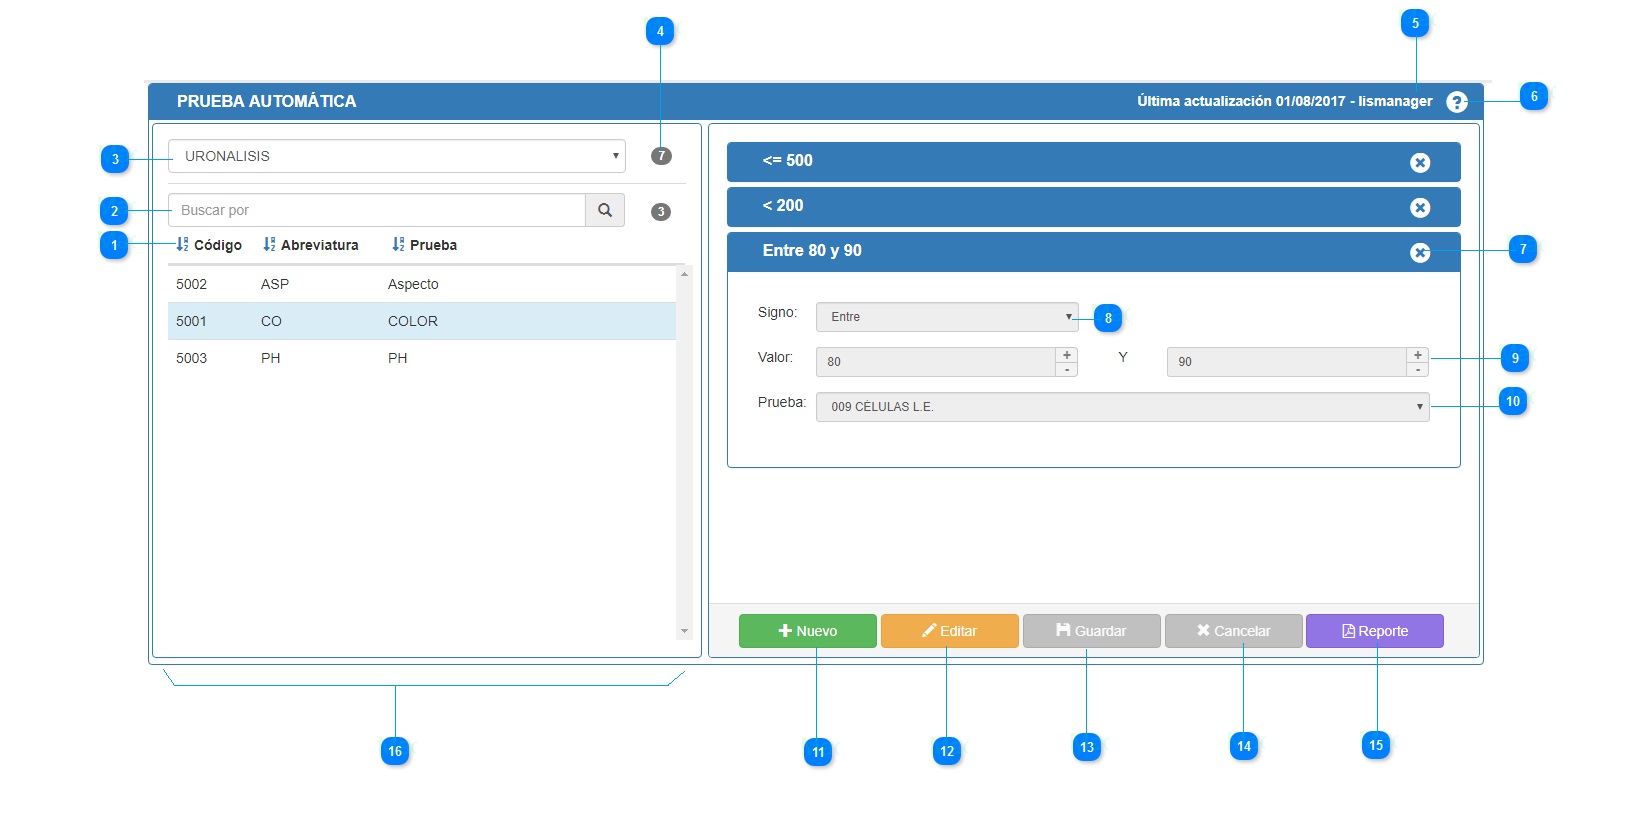 4
5
PRUEBA AUTOMÁTICA
Última actualización 01/08/2017 - lismanager
?
6
3
URONALISIS
7
2
Buscar por
3
1
Código Abreviatura Prueba
5002 ASP Aspecto
5001 CO COLOR
5003 PH PH
<= 500
< 200
Entre 80 y 90
7
Signo: Entre
8
Valor: 80 + - Y 90 + -
9
Prueba: 009 CÉLULAS L.E.
10
Nuevo Editar Guardar Cancelar Reporte
16
11
12
13
14
15